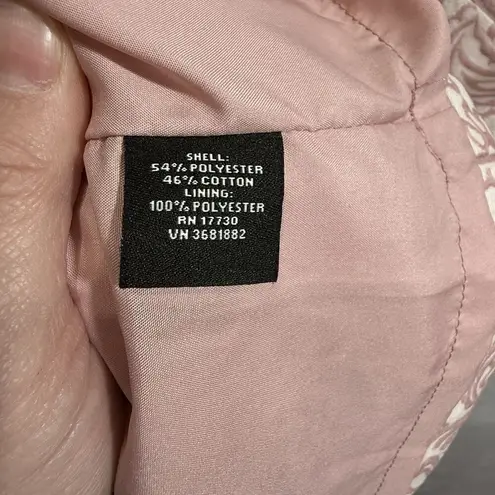 SHELL:
54% POLYESTER
46% COTTON
LINING:
100% POLYESTER
RN 17730
VN 3681882